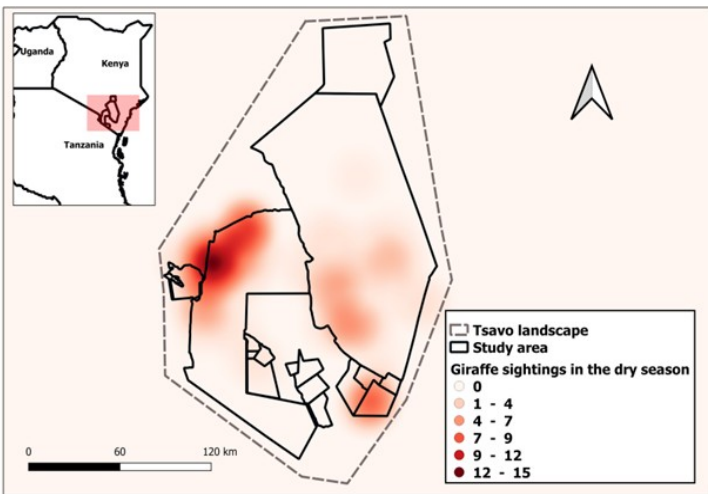 Uganda
Kenya
Tanzania
Tsavo landscape
Study area
Giraffe sightings in the dry season
0
1 - 4
4 - 7
7 - 9
9 - 12
12 - 15
0 60 120 km